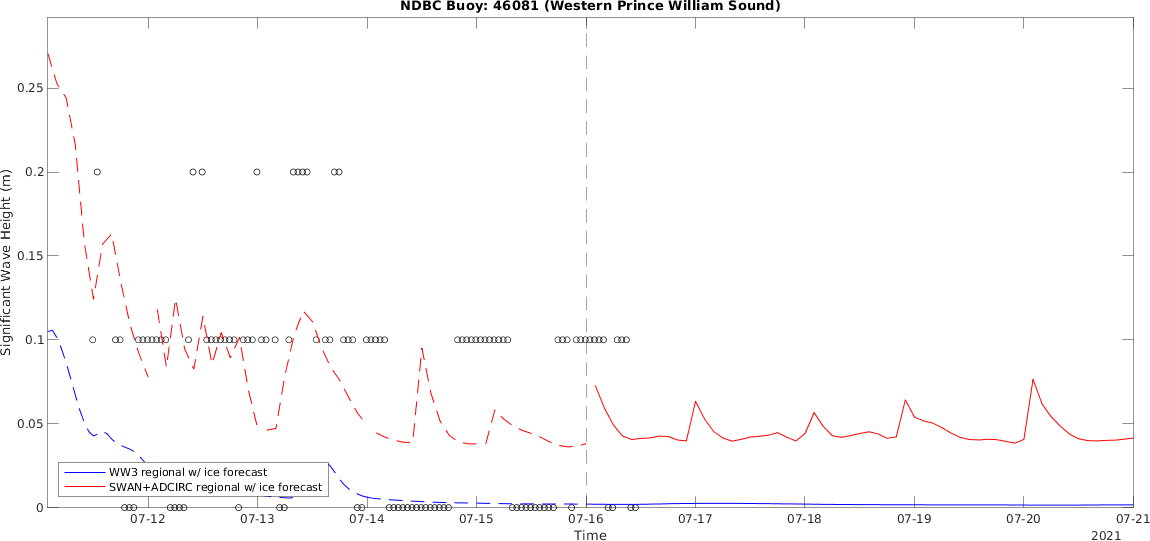 NDBC Buoy: 46081 (Western Prince William Sound)
Significant Wave Height (m)
0.25
0.2
0.15
0.1
0.05
0
WW3 regional w/ ice forecast
SWAN+ADCIRC regional w/ ice forecast
07-12 07-13 07-14 07-15 07-16 07-17 07-18 07-19 07-20 07-21
Time
2021